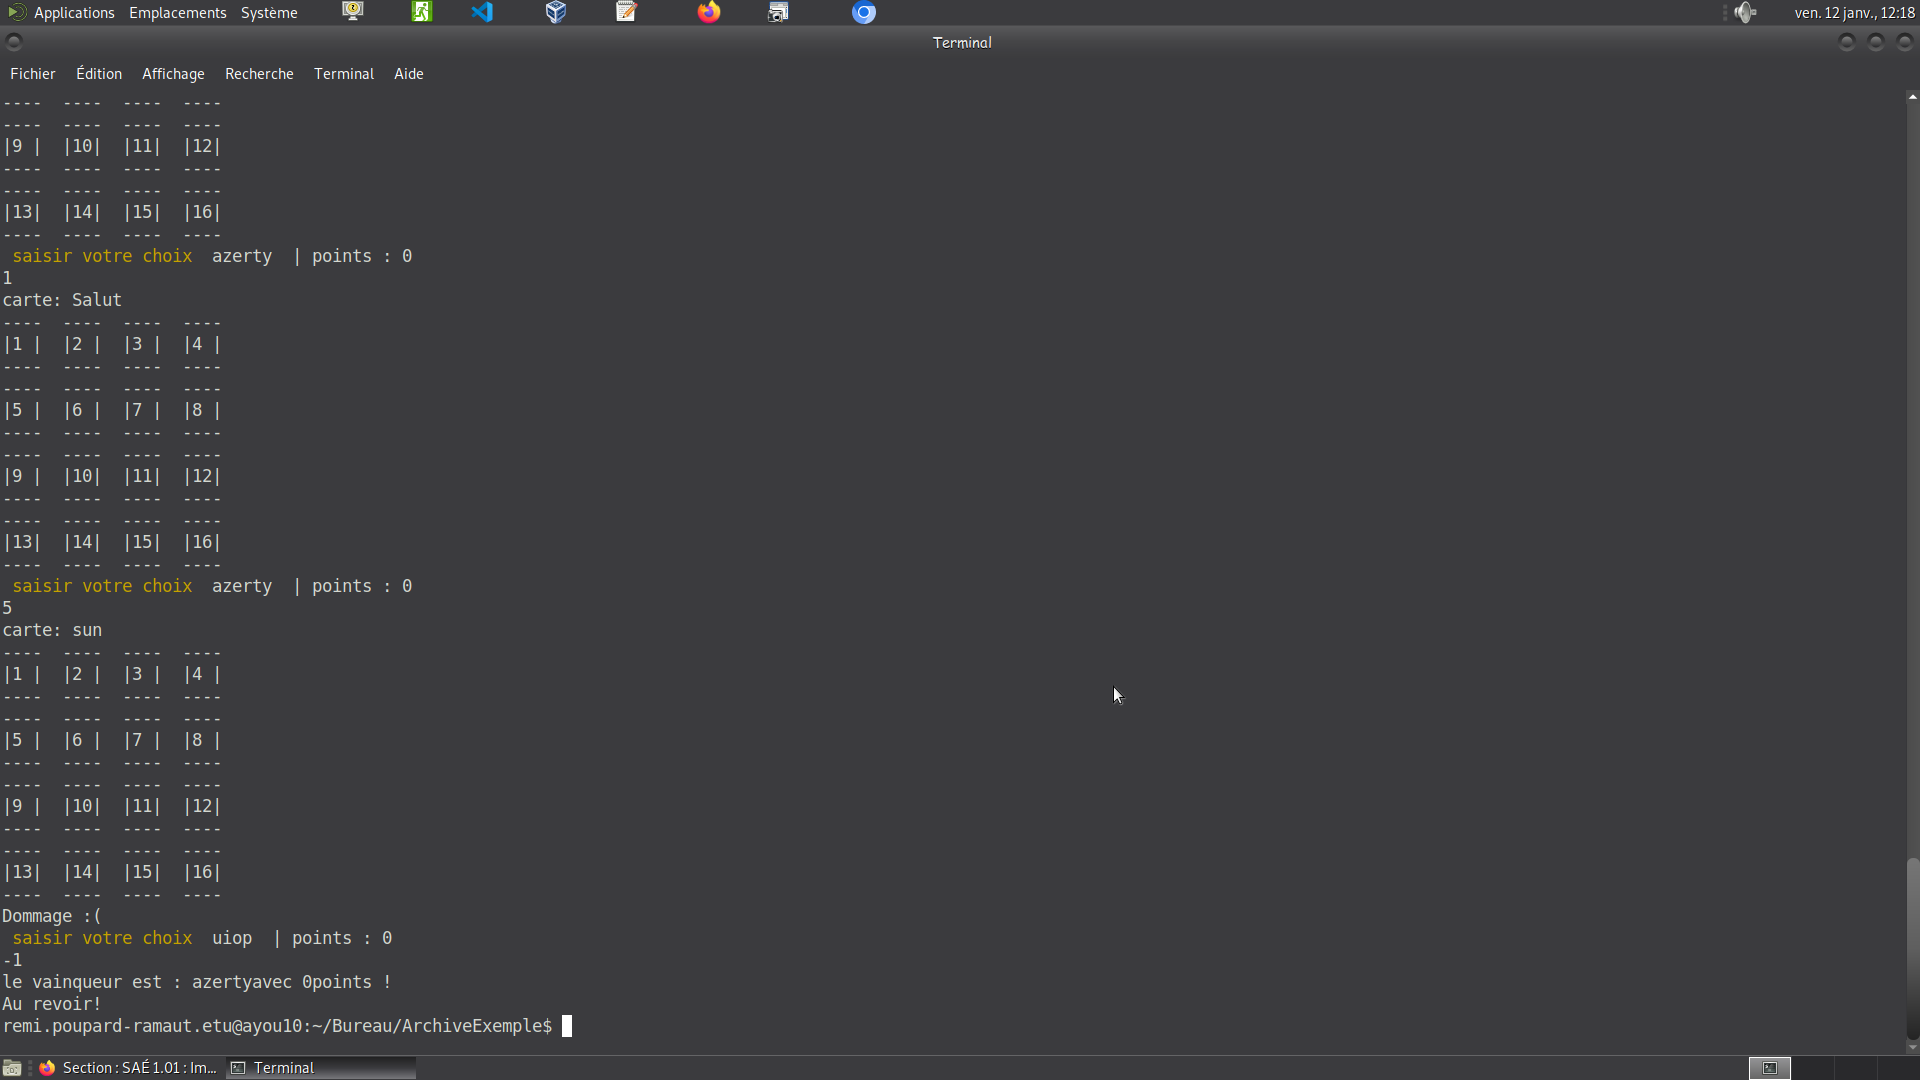 Applications Emplacements Système ven. 12 janv., 12:18
Terminal
Fichier Édition Affichage Recherche Terminal Aide
---- ---- ---- ----
---- ---- ---- ----
|9 | |10| |11| |12|
---- ---- ---- ----
---- ---- ---- ----
|13| |14| |15| |16|
---- ---- ---- ----
saisir votre choix azerty | points : 0
1
carte: Salut
---- ---- ---- ----
|1 | |2 | |3 | |4 |
---- ---- ---- ----
---- ---- ---- ----
|5 | |6 | |7 | |8 |
---- ---- ---- ----
---- ---- ---- ----
|9 | |10| |11| |12|
---- ---- ---- ----
---- ---- ---- ----
|13| |14| |15| |16|
---- ---- ---- ----
saisir votre choix azerty | points : 0
5
carte: sun
---- ---- ---- ----
|1 | |2 | |3 | |4 |
---- ---- ---- ----
---- ---- ---- ----
|5 | |6 | |7 | |8 |
---- ---- ---- ----
---- ---- ---- ----
|9 | |10| |11| |12|
---- ---- ---- ----
---- ---- ---- ----
|13| |14| |15| |16|
---- ---- ---- ----
Dommage :(
saisir votre choix uiop | points : 0
-1
le vainqueur est : azertyavec 0points !
Au revoir!
remi.poupard-ramaut.etu@ayou10:~/Bureau/ArchiveExemple$
Section : SAÉ 1.01 : Im... Terminal